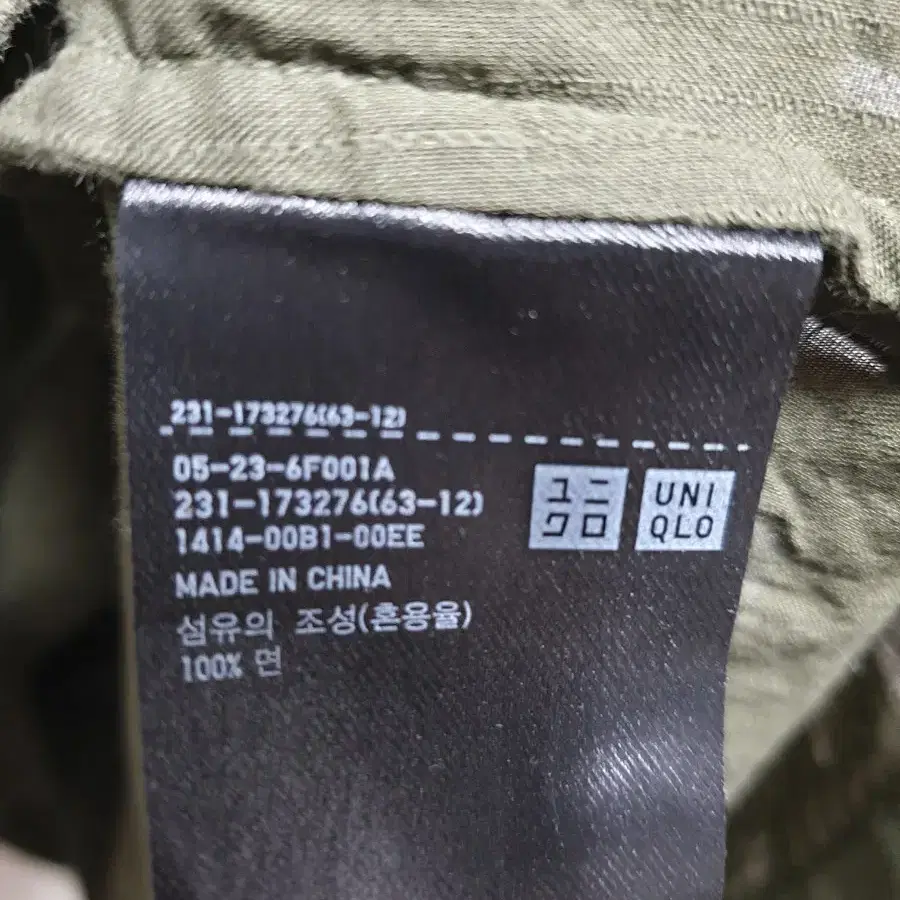 231-173276(63-12)
05-23-6F001A
231-173276(63-12)
1414-00B1-00EE
MADE IN CHINA
섬유의 조성(혼용율)
100% 면
ユニ
クロ
UNI
QLO